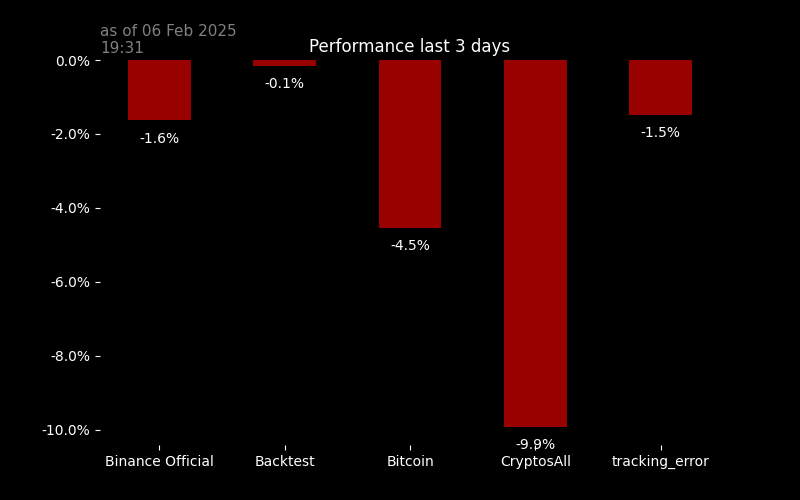 as of 06 Feb 2025
19:31
Performance last 3 days
0.0%
-2.0%
-4.0%
-6.0%
-8.0%
-10.0%
-1.6%
-0.1%
-4.5%
-9.9%
-1.5%
Binance Official
Backtest
Bitcoin
CryptosAll
tracking_error